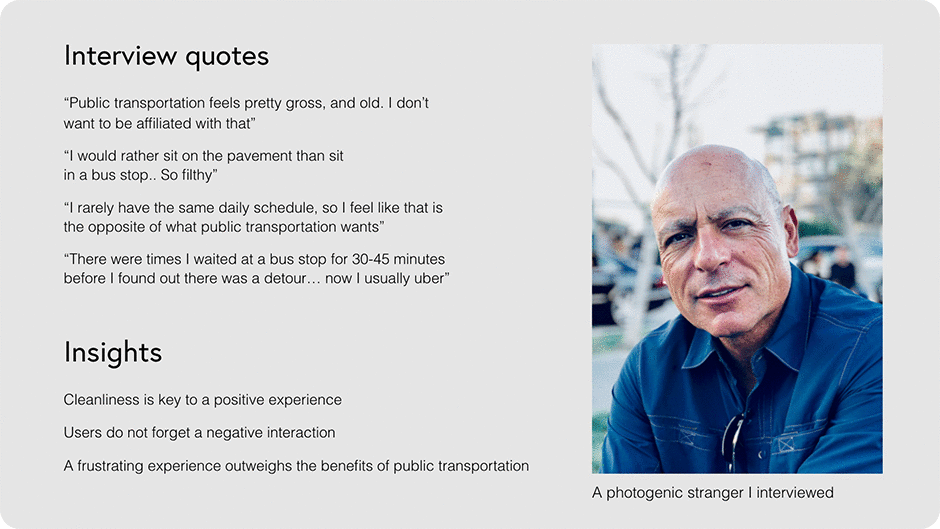 Interview quotes
“Public transportation feels pretty gross, and old. I don’t
want to be affiliated with that”
“I would rather sit on the pavement than sit
in a bus stop.. So filthy”
“I rarely have the same daily schedule, so I feel like that is
the opposite of what public transportation wants”
“There were times I waited at a bus stop for 30-45 minutes
before I found out there was a detour… now I usually uber”
Insights
Cleanliness is key to a positive experience
Users do not forget a negative interaction
A frustrating experience outweighs the benefits of public transportation
A photogenic stranger I interviewed